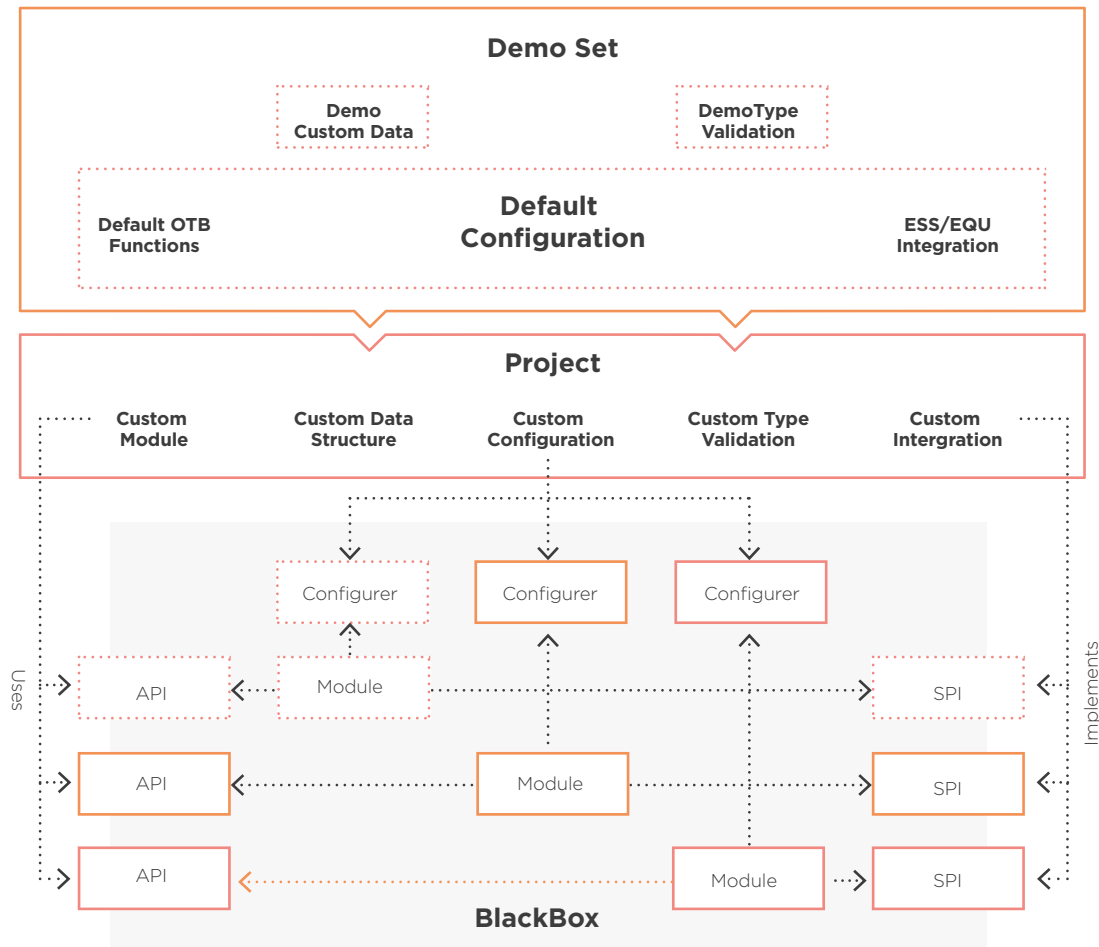 Demo Set
Demo
Custom Data
DemoType
Validation
Default OTB
Functions
Default
Configuration
ESS/EQU
Integration
Project
Custom
Module
Custom Data
Structure
Custom
Configuration
Custom Type
Validation
Custom
Intergration
Configurer
Configurer
Configurer
Uses
API
Module
SPI
Implements
API
Module
SPI
API
Module
SPI
BlackBox